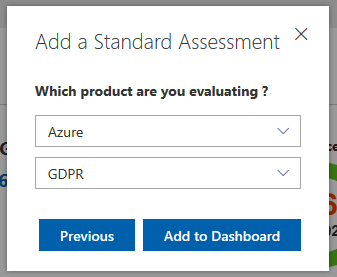 Add a Standard Assessment
Which product are you evaluating ?
Azure
GDPR
Previous
Add to Dashboard